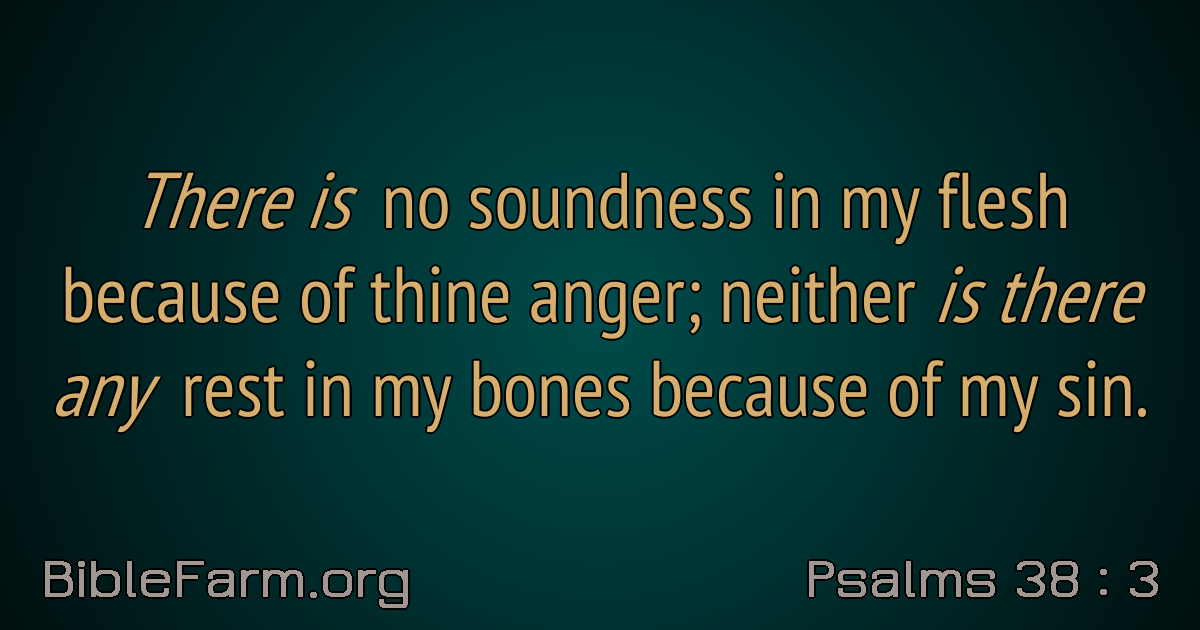 There is no soundness in my flesh
because of thine anger; neither is there
any rest in my bones because of my sin.
BibleFarm.org
Psalms 38 : 3